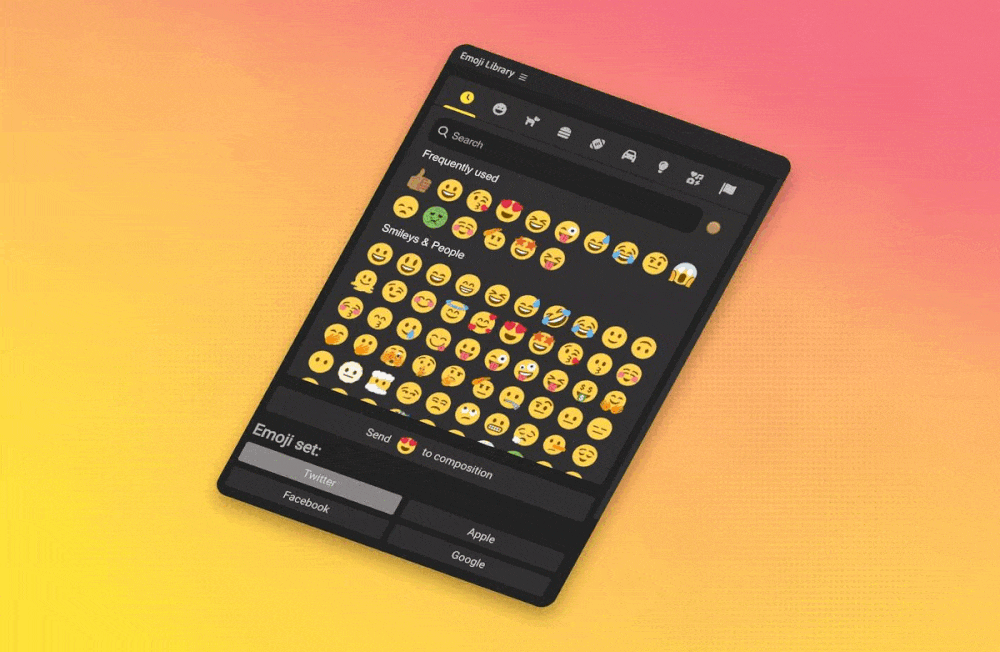 Emoji Library
Search
Frequently used
Smileys & People
Send 😍 to composition
Emoji set:
Twitter
Apple
Facebook
Google